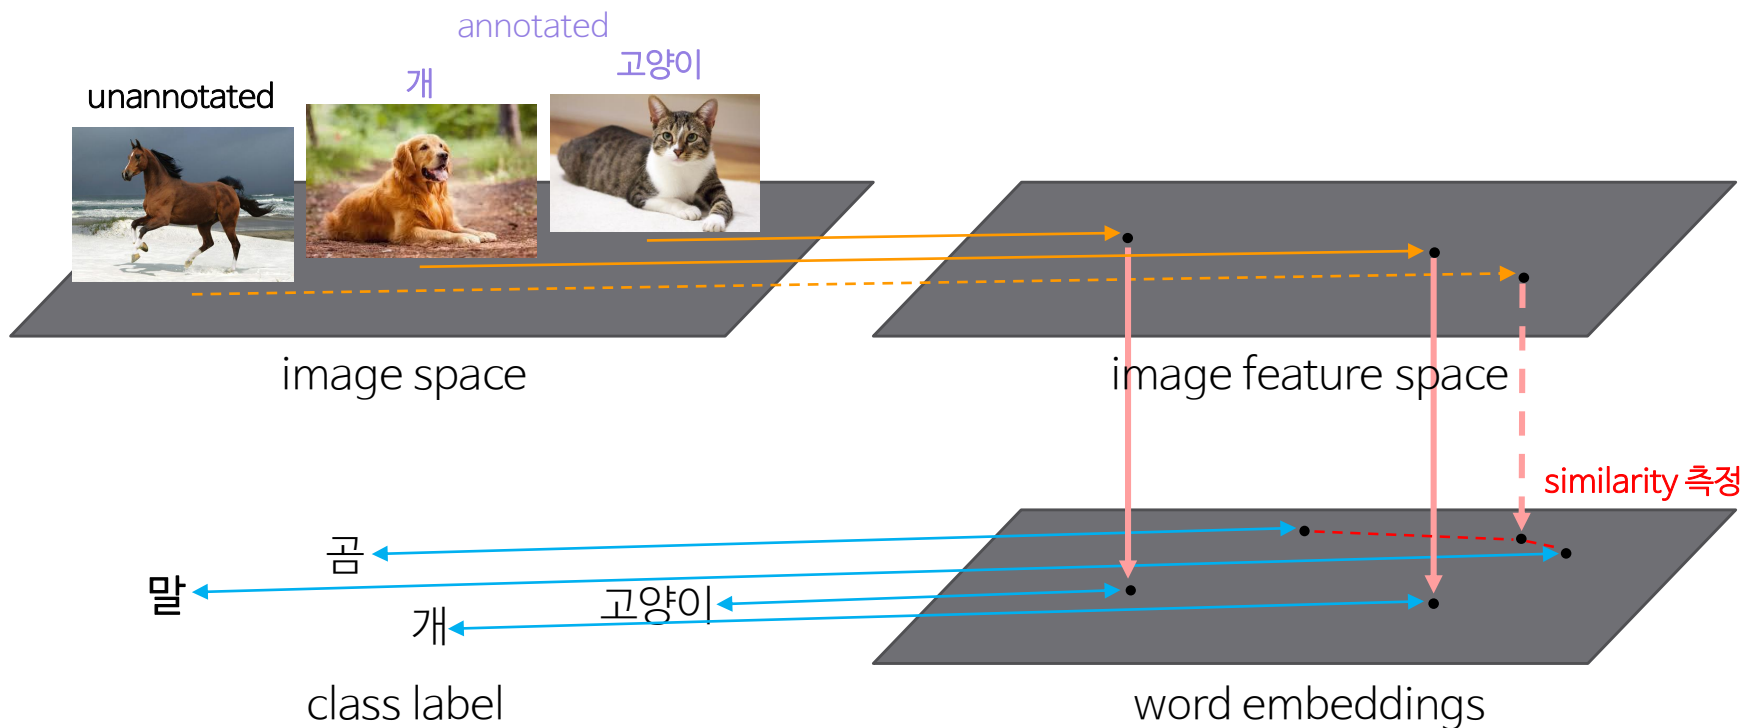 annotated
고양이
개
unannotated
image space
image feature space
similarity 측정
곰
말
고양이
개
class label
word embeddings